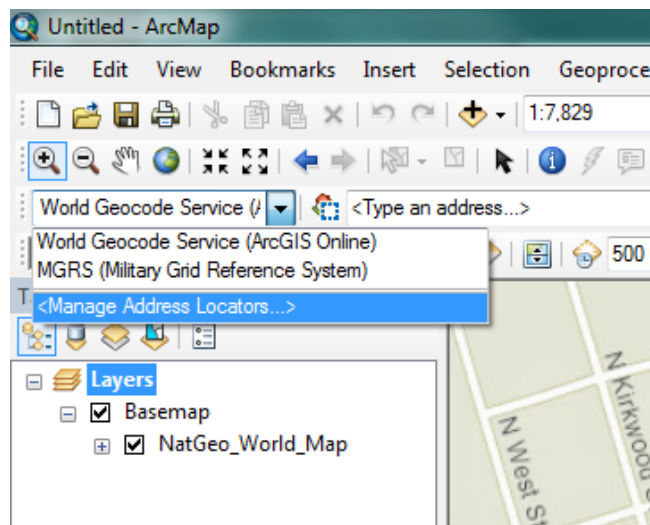 Untitled - ArcMap
File Edit View Bookmarks Insert Selection Geoproce
1:7,829
World Geocode Service (A <Type an address...>
World Geocode Service (ArcGIS Online)
500
MGRS (Military Grid Reference System)
<Manage Address Locators...>
Layers
Basemap
NatGeo_World_Map
N Kirkwood
N West St